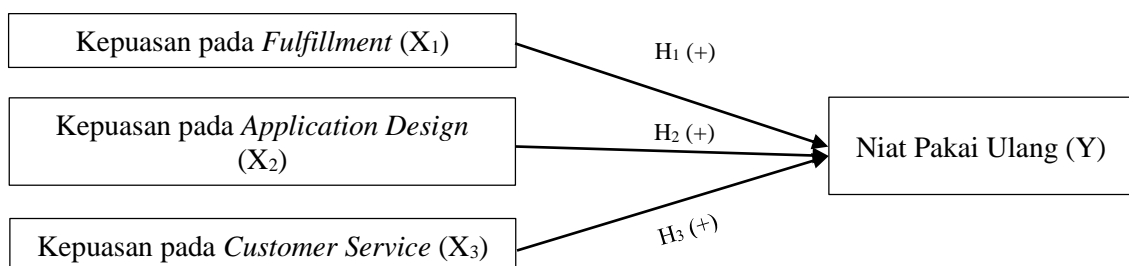 Kepuasan pada Fulfillment (X₁)
H₁ (+)
Kepuasan pada Application Design
(X₂)
H₂ (+)
Niat Pakai Ulang (Y)
H₃ (+)
Kepuasan pada Customer Service (X₃)